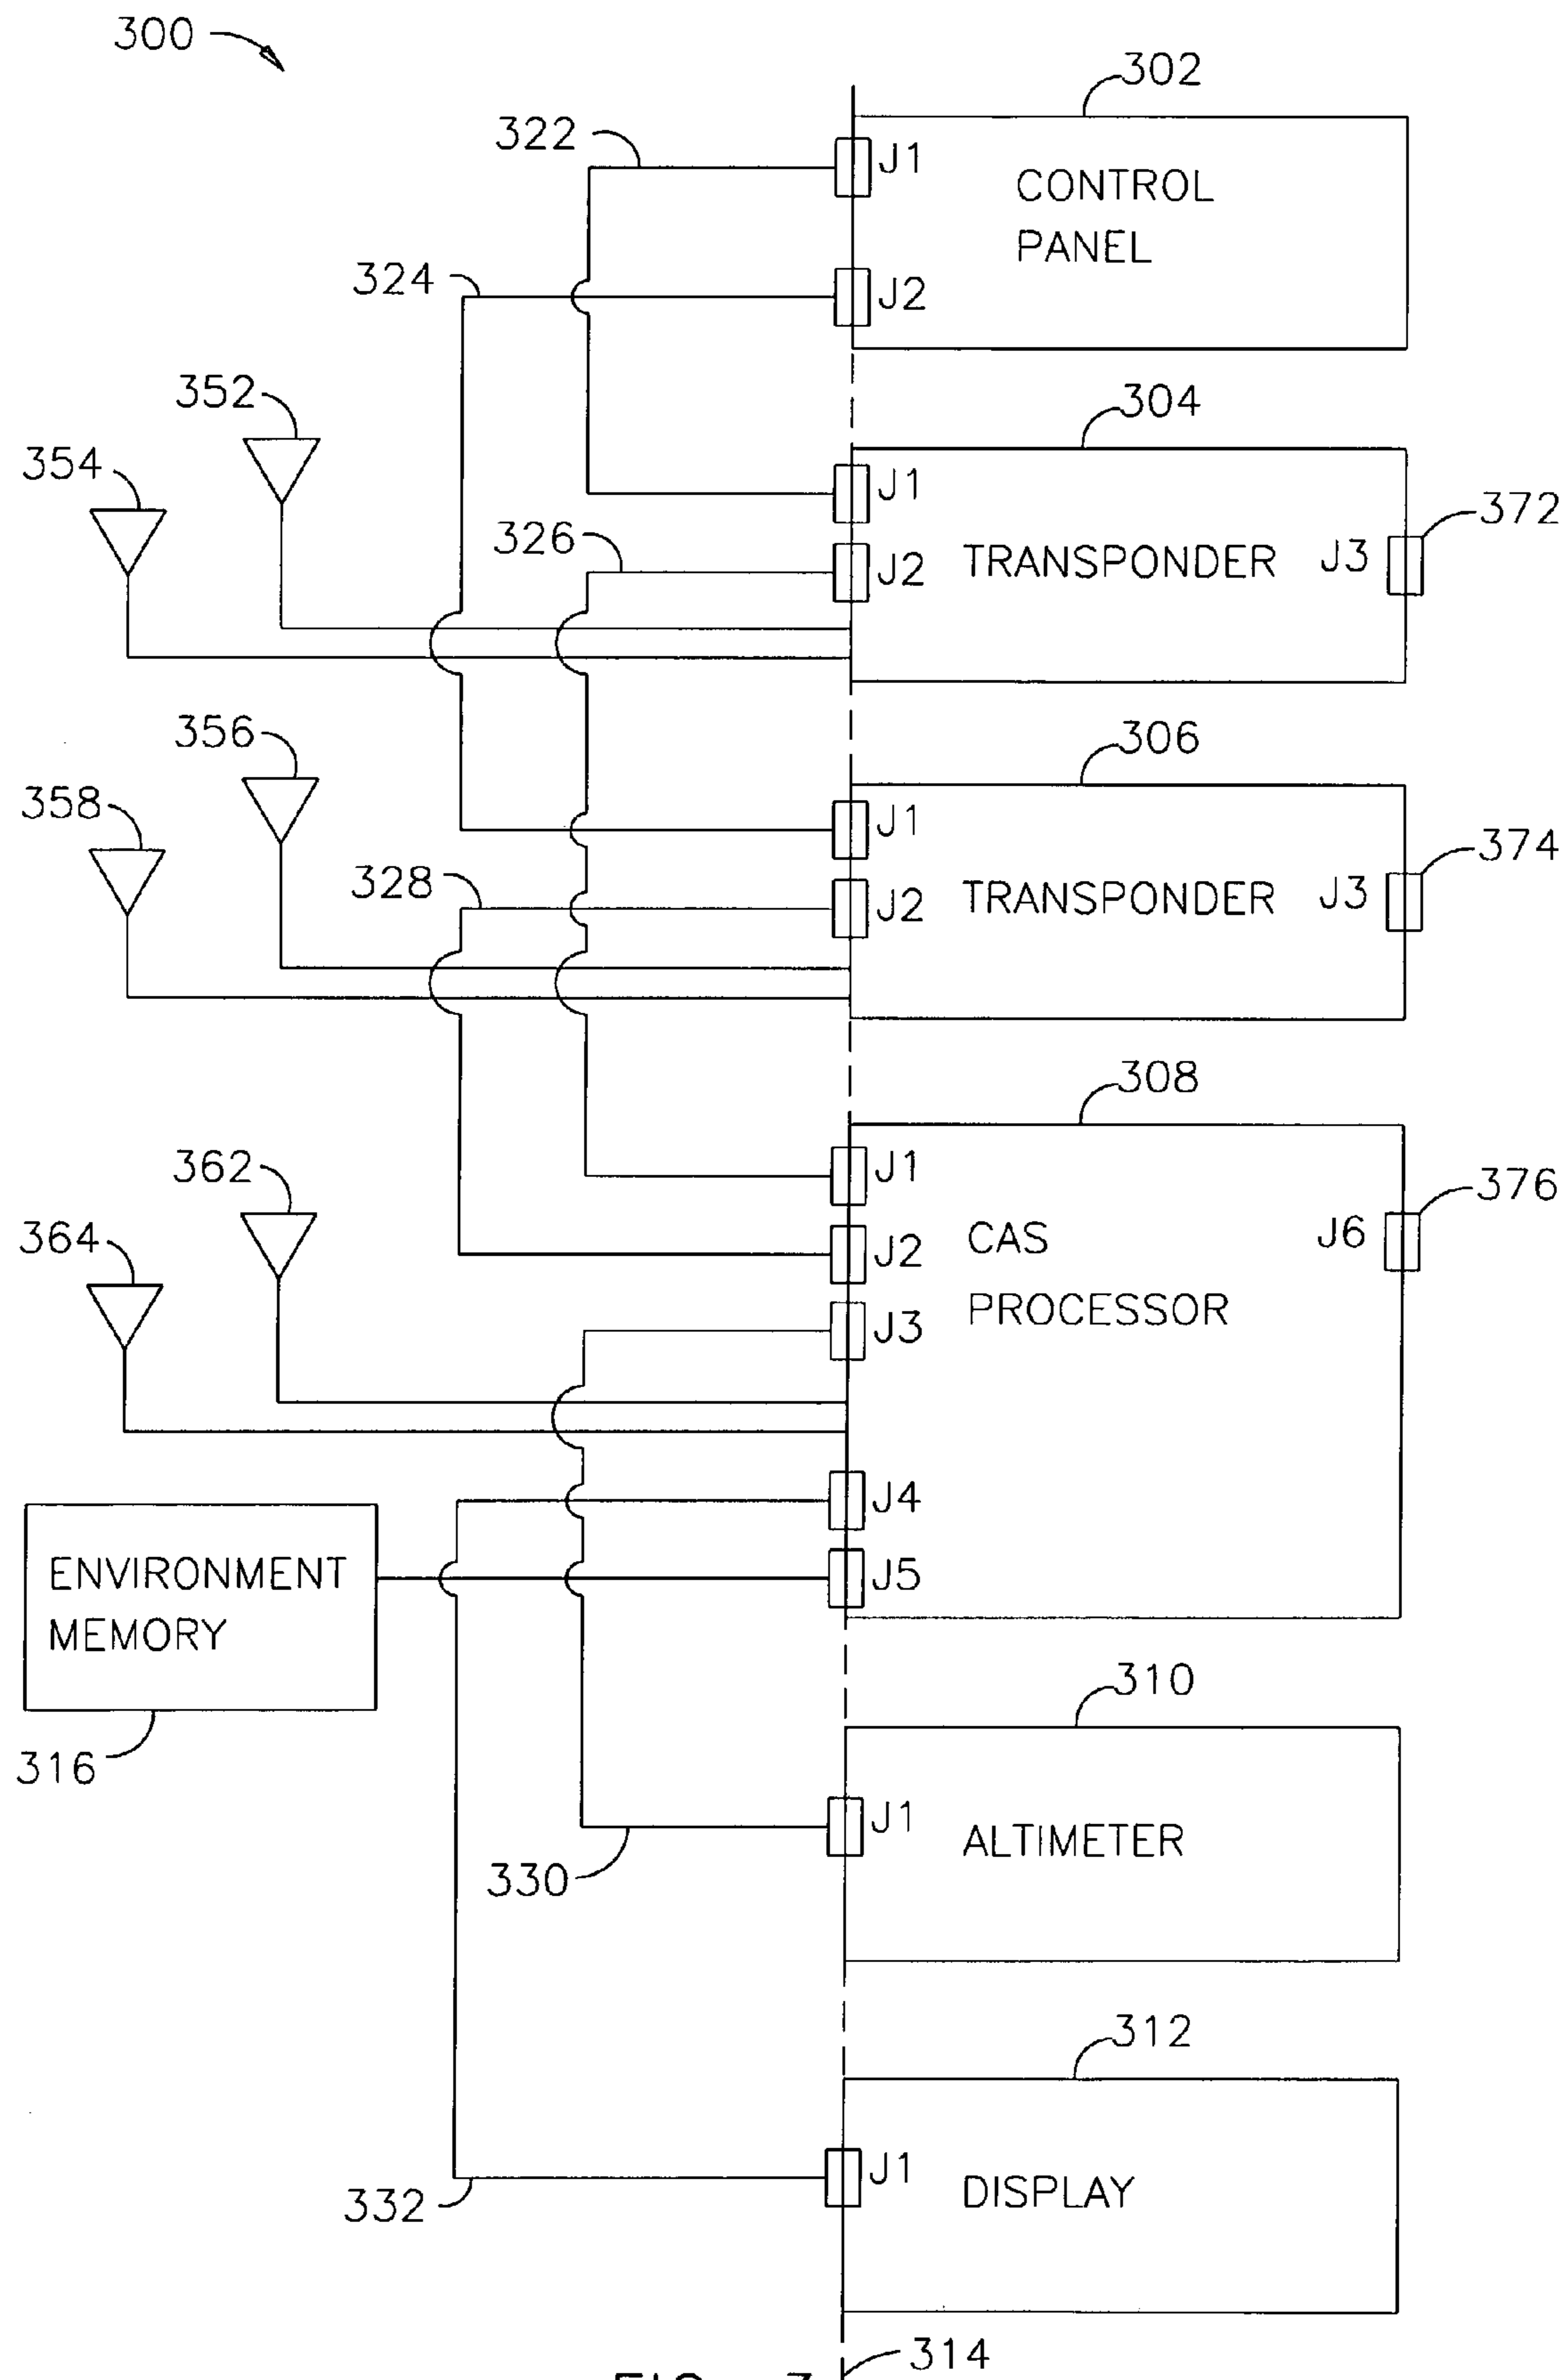 300
302
322
J1
CONTROL
PANEL
324
J2
352
304
354
J1
372
326
J2
TRANSPONDER
J3
356
306
358
J1
374
328
J2
TRANSPONDER
J3
308
362
J1
376
364
J2
CAS
J6
PROCESSOR
J3
J4
ENVIRONMENT
J5
MEMORY
310
316
J1
ALTIMETER
330
312
J1
DISPLAY
332
314